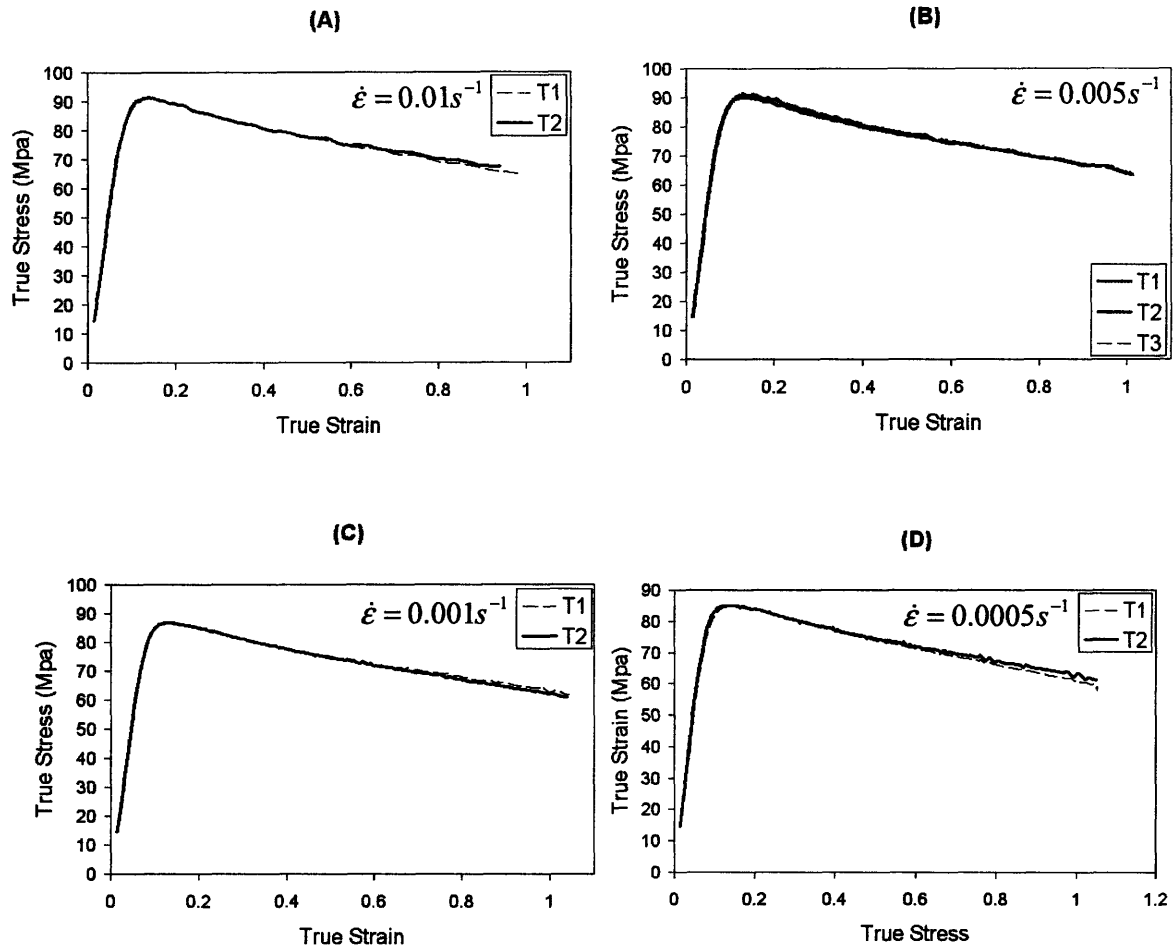 (A)
100
90
80
70
60
50
40
30
20
10
0
True Stress (Mpa)
ε̇ = 0.01s⁻¹
T1
T2
0 0.2 0.4 0.6 0.8 1
True Strain
(B)
100
90
80
70
60
50
40
30
20
10
0
True Stress (Mpa)
ε̇ = 0.005s⁻¹
T1
T2
T3
0 0.2 0.4 0.6 0.8 1
True Strain
(C)
100
90
80
70
60
50
40
30
20
10
0
True Stress (Mpa)
ε̇ = 0.001s⁻¹
T1
T2
0 0.2 0.4 0.6 0.8 1
True Strain
(D)
90
80
70
60
50
40
30
20
10
0
True Strain (Mpa)
ε̇ = 0.0005s⁻¹
T1
T2
0 0.2 0.4 0.6 0.8 1 1.2
True Stress